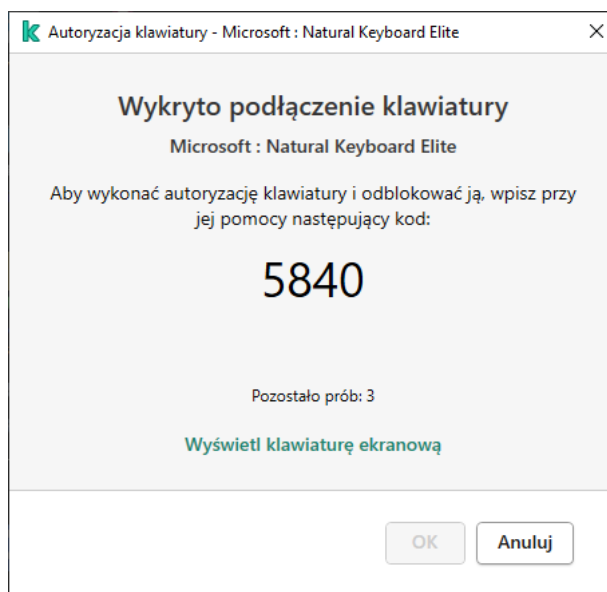 Autoryzacja klawiatury - Microsoft : Natural Keyboard Elite
Wykryto podłączenie klawiatury
Microsoft : Natural Keyboard Elite
Aby wykonać autoryzację klawiatury i odblokować ją, wpisz przy
jej pomocy następujący kod:
5840
Pozostało prób: 3
Wyświetl klawiaturę ekranową
OK
Anuluj